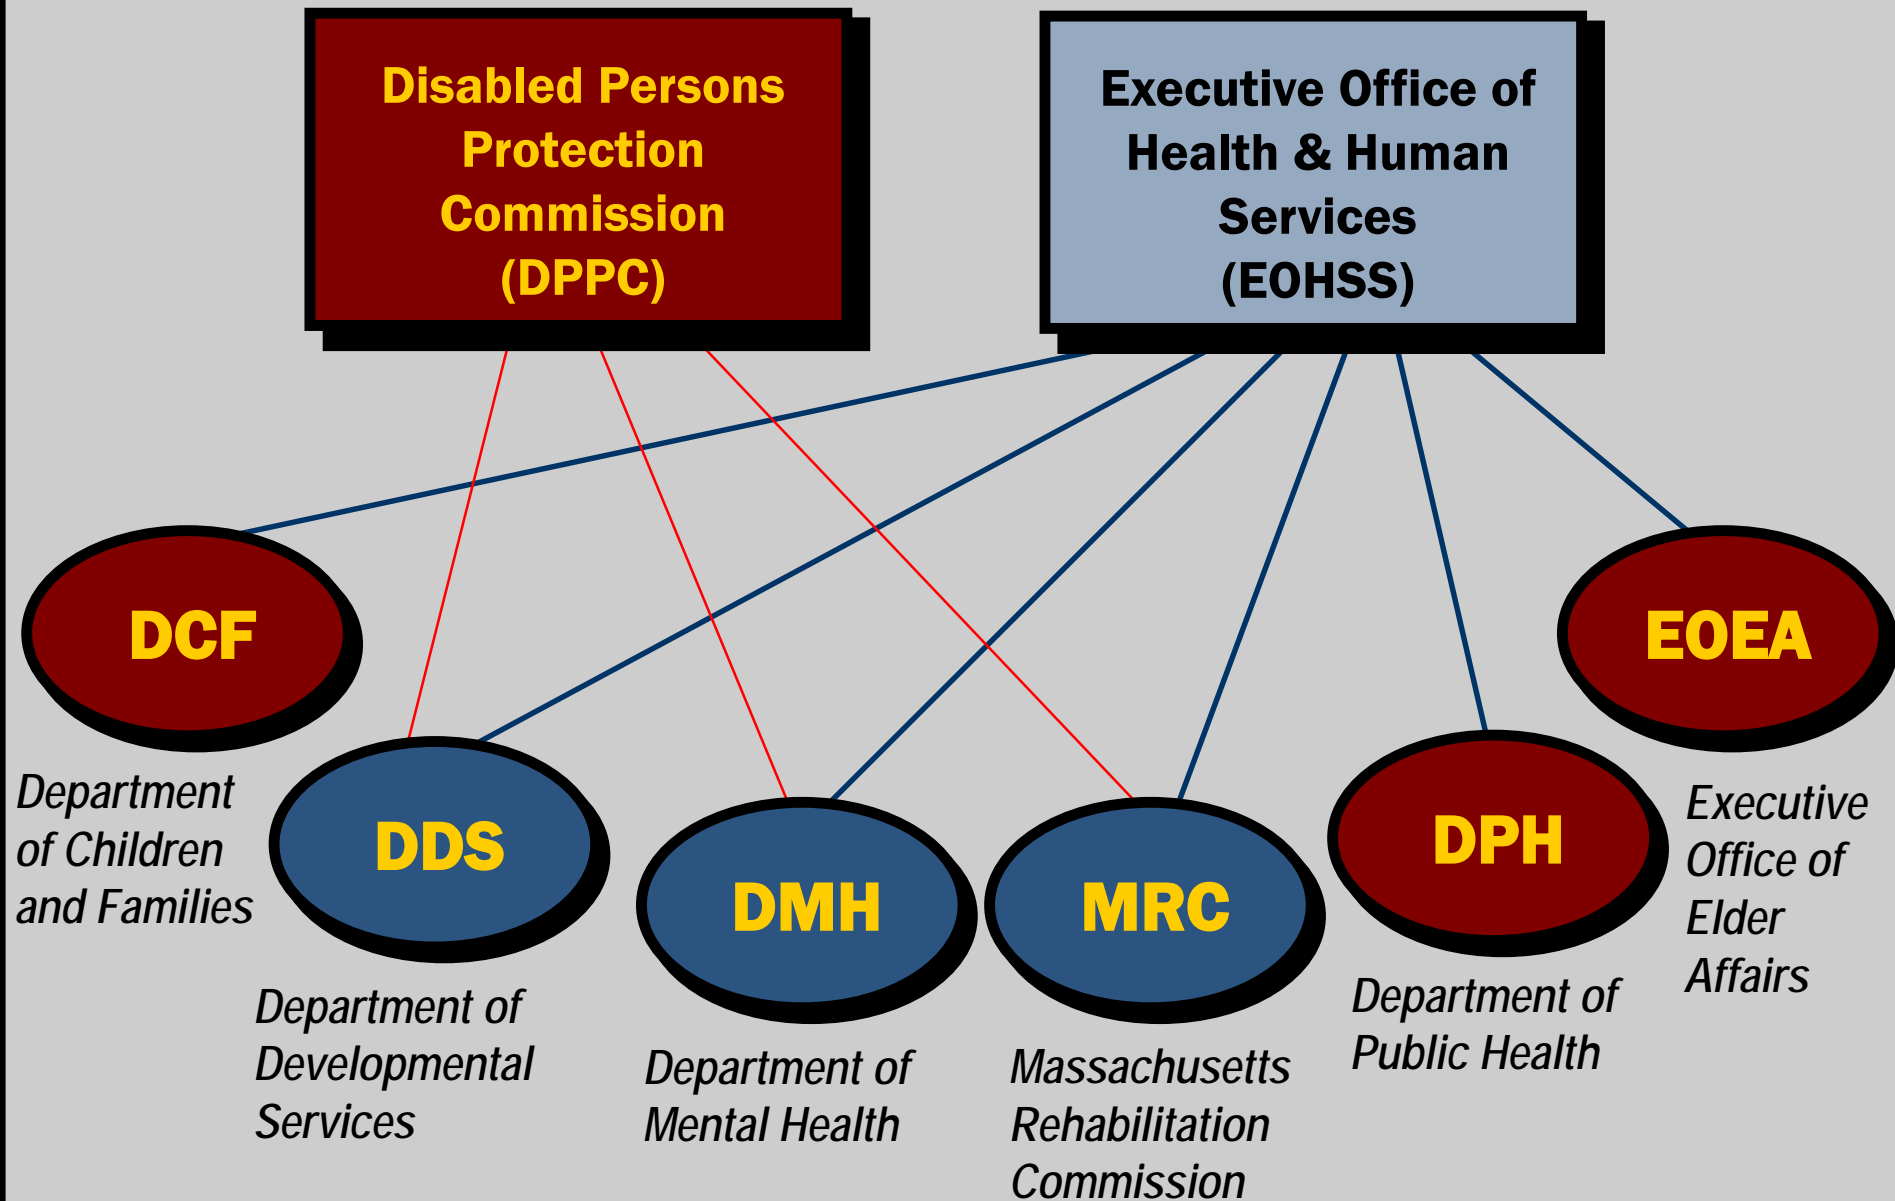 Disabled Persons
Protection
Commission
(DPPC)
Executive Office of
Health & Human
Services
(EOHSS)
DCF
Department
of Children
and Families
DDS
Department of
Developmental
Services
DMH
Department of
Mental Health
MRC
Massachusetts
Rehabilitation
Commission
DPH
Department of
Public Health
EOEA
Executive
Office of
Elder
Affairs